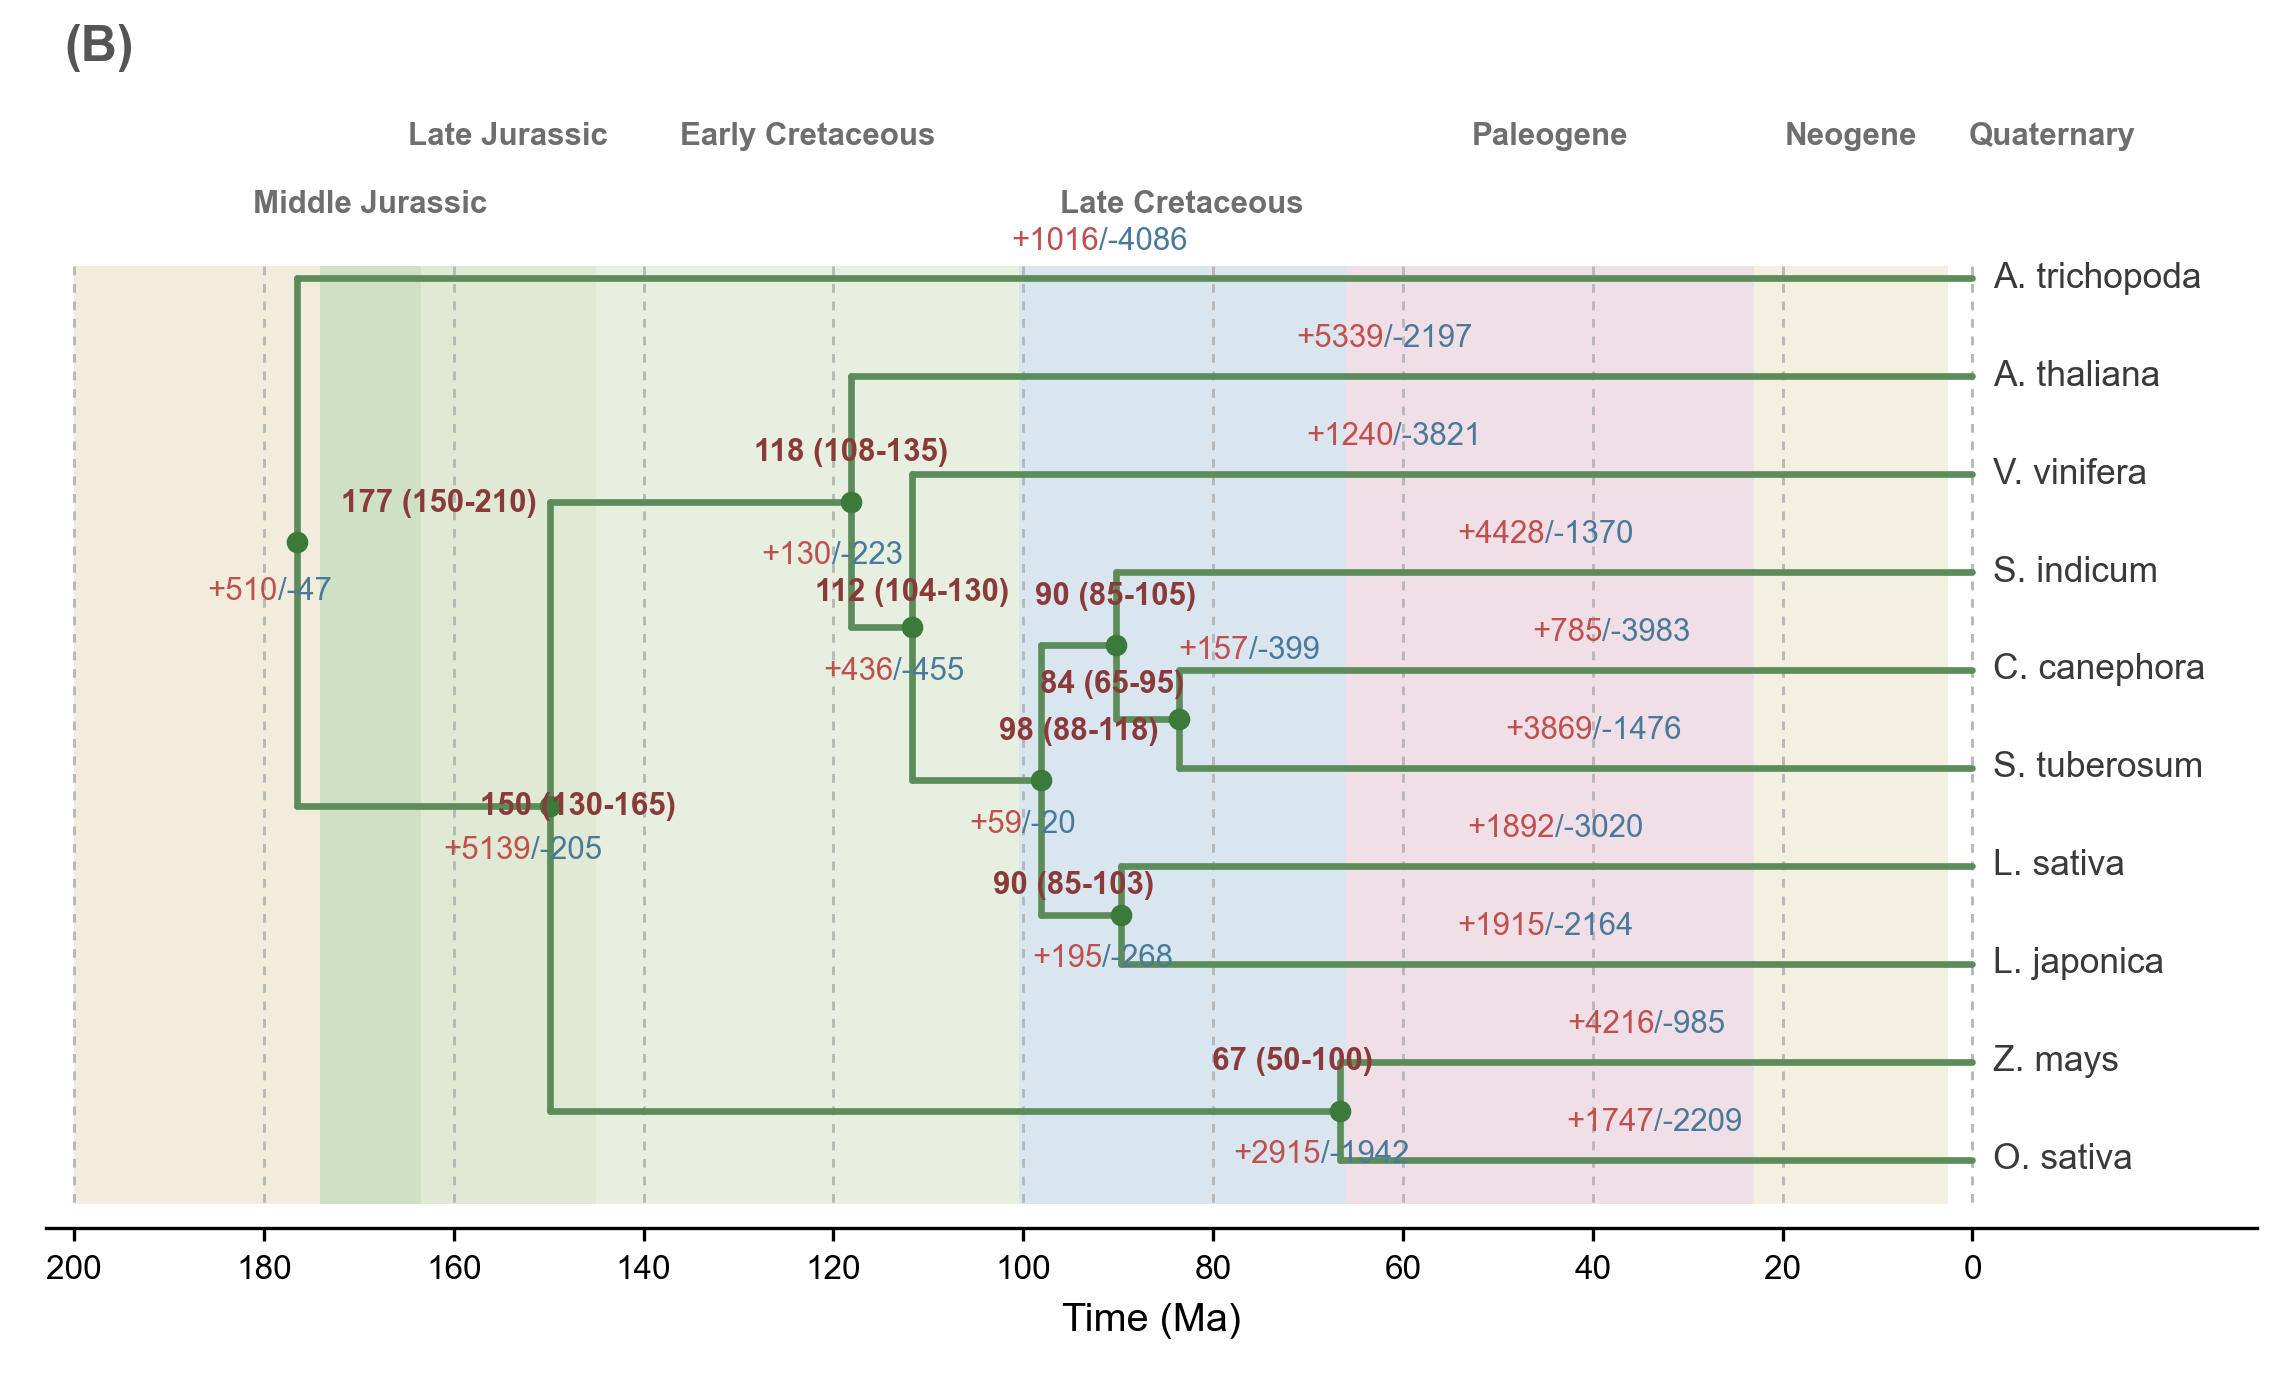 (B)
Late Jurassic Early Cretaceous Paleogene Neogene Quaternary
Middle Jurassic Late Cretaceous
+1016/-4086
A. trichopoda
+5339/-2197
A. thaliana
+1240/-3821
118 (108-135)
V. vinifera
177 (150-210)
+4428/-1370
+130/-223
S. indicum
+510/-47
112 (104-130)
90 (85-105)
+785/-3983
+157/-399
+436/-455
C. canephora
84 (65-95)
98 (88-118)
+3869/-1476
S. tuberosum
150 (130-165)
+59/-20
+1892/-3020
+5139/-205
L. sativa
90 (85-103)
+1915/-2164
+195/-268
L. japonica
+4216/-985
67 (50-100)
Z. mays
+1747/-2209
+2915/-1942
O. sativa
200 180 160 140 120 100 80 60 40 20 0
Time (Ma)